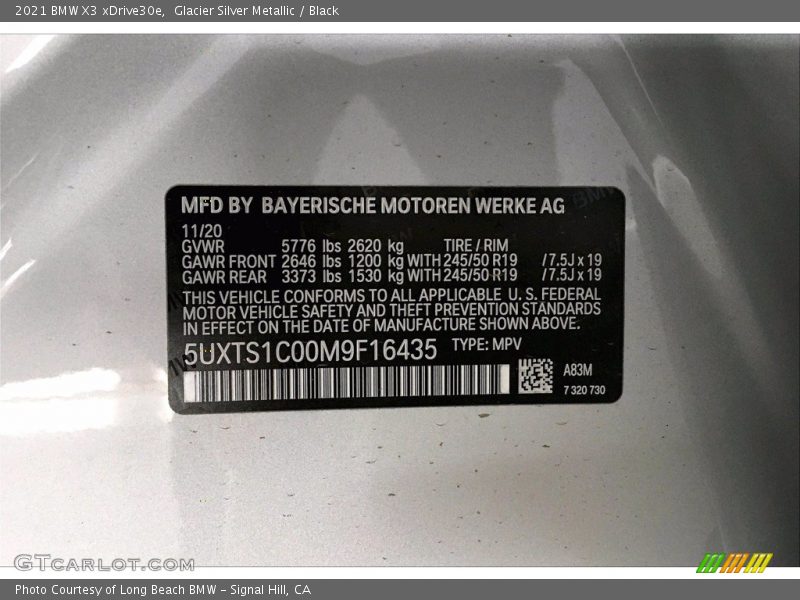 2021 BMW X3 xDrive30e,  Glacier Silver Metallic / Black
MFD BY BAYERISCHE MOTOREN WERKE AG
11/20
GVWR 5776 lbs 2620 kg TIRE / RIM
GAWR FRONT 2646 lbs 1200 kg WITH 245/50 R19 /7.5J x 19
GAWR REAR 3373 lbs 1530 kg WITH 245/50 R19 /7.5J x 19
THIS VEHICLE CONFORMS TO ALL APPLICABLE U. S. FEDERAL
MOTOR VEHICLE SAFETY AND THEFT PREVENTION STANDARDS
IN EFFECT ON THE DATE OF MANUFACTURE SHOWN ABOVE.
5UXTS1C00M9F16435 TYPE: MPV
A83M
7 320 730
GTCARLOT.COM
Photo Courtesy of Long Beach BMW - Signal Hill, CA